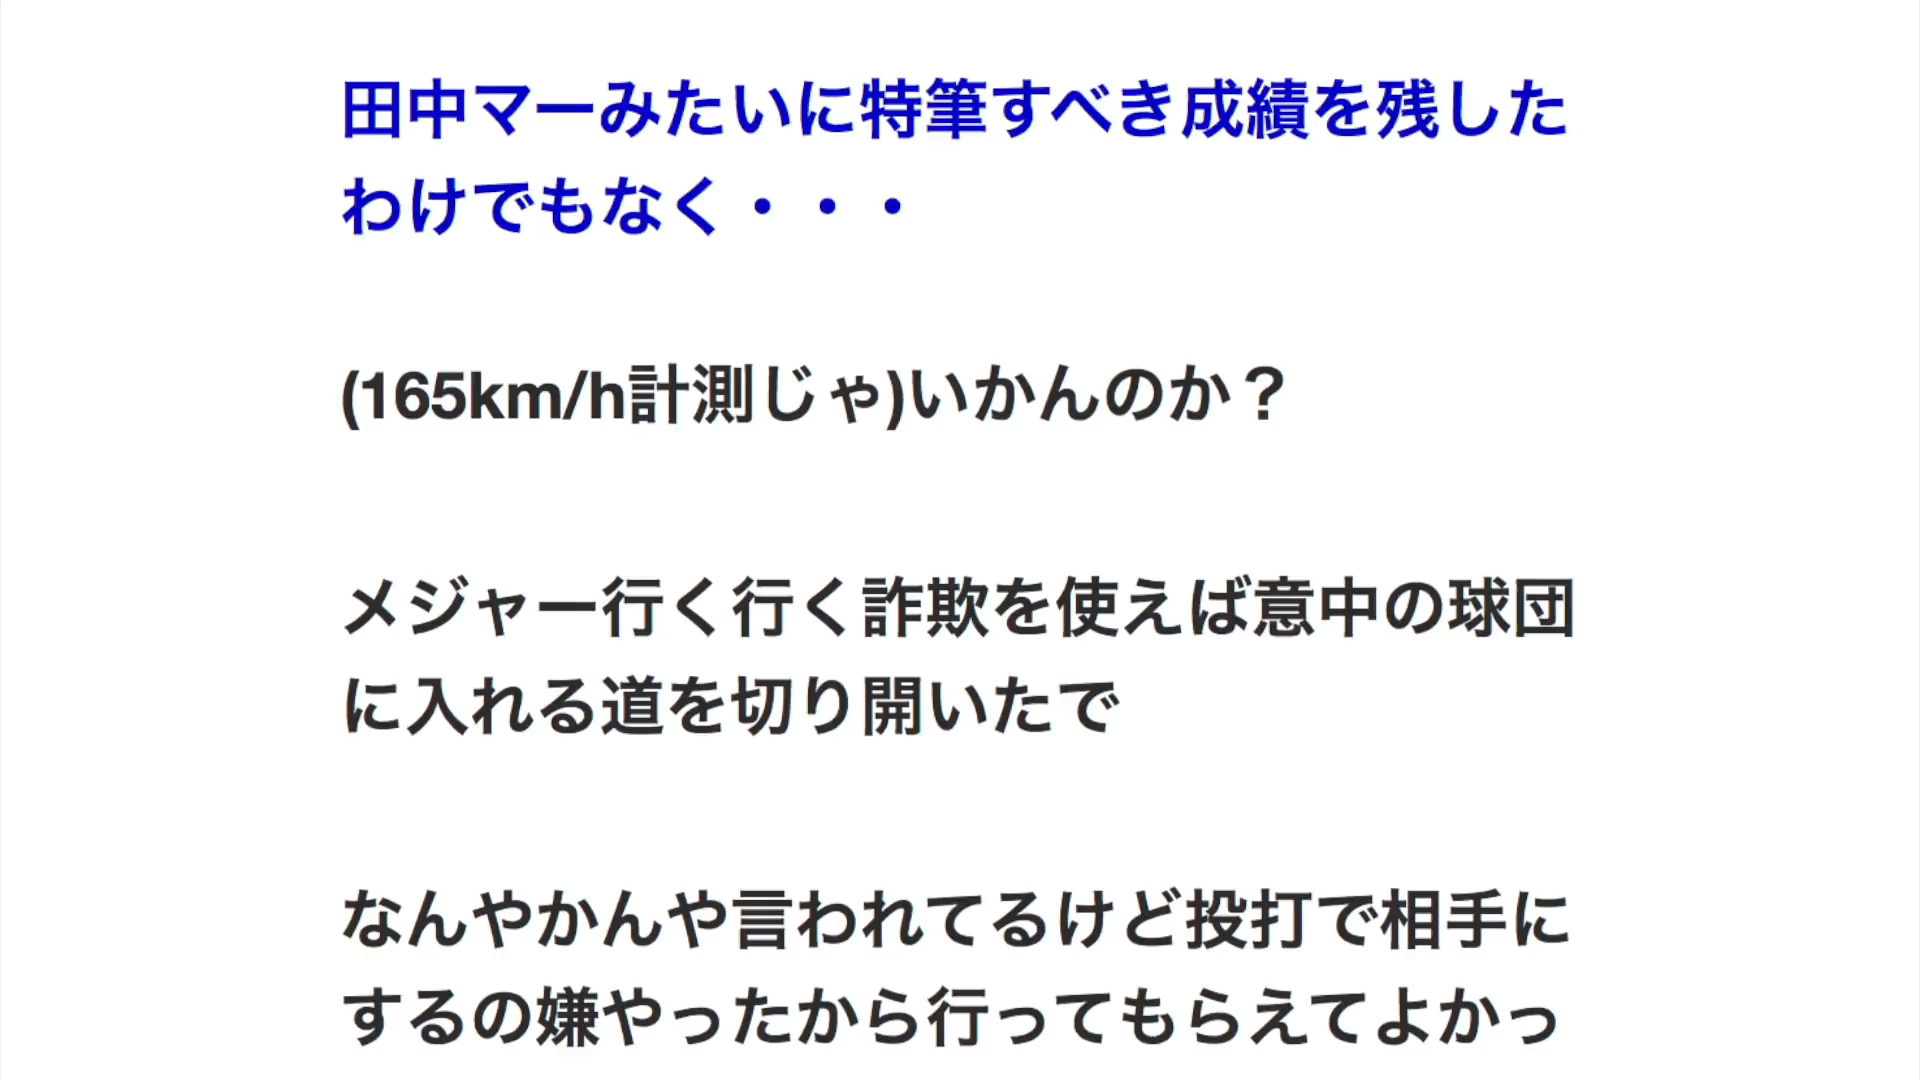 田中マーみたいに特筆すべき成績を残した
わけでもなく・・・
(165km/h計測じゃ)いかんのか？
メジャー行く行く詐欺を使えば意中の球団
に入れる道を切り開いたで
なんやかんや言われてるけど投打で相手に
するの嫌やったから行ってもらえてよかっ